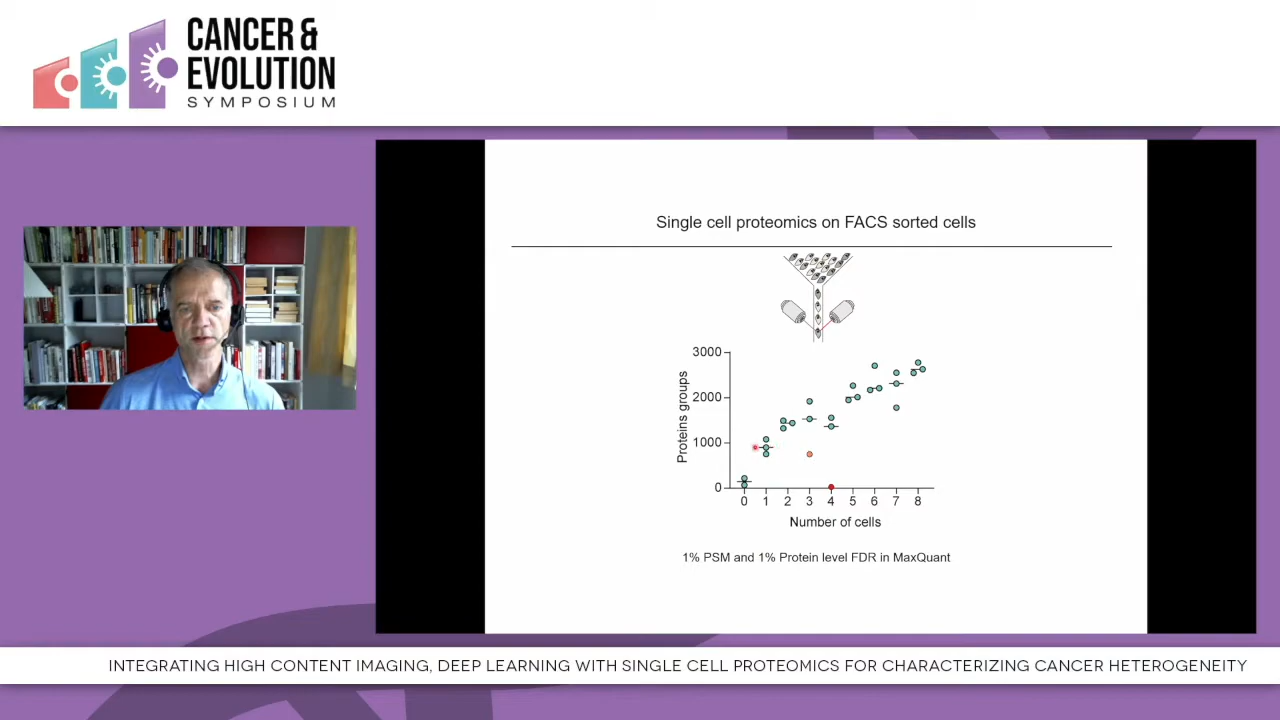 CANCER &
EVOLUTION
SYMPOSIUM
Single cell proteomics on FACS sorted cells
3000
2000
1000
0
Proteins groups
0 1 2 3 4 5 6 7 8
Number of cells
1% PSM and 1% Protein level FDR in MaxQuant
INTEGRATING HIGH CONTENT IMAGING, DEEP LEARNING WITH SINGLE CELL PROTEOMICS FOR CHARACTERIZING CANCER HETEROGENEITY